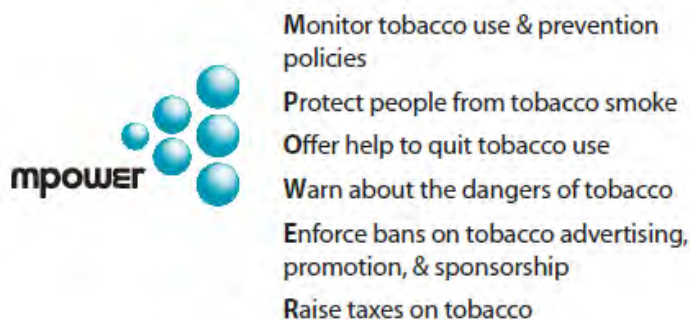 mpower
Monitor tobacco use & prevention
policies
Protect people from tobacco smoke
Offer help to quit tobacco use
Warn about the dangers of tobacco
Enforce bans on tobacco advertising,
promotion, & sponsorship
Raise taxes on tobacco